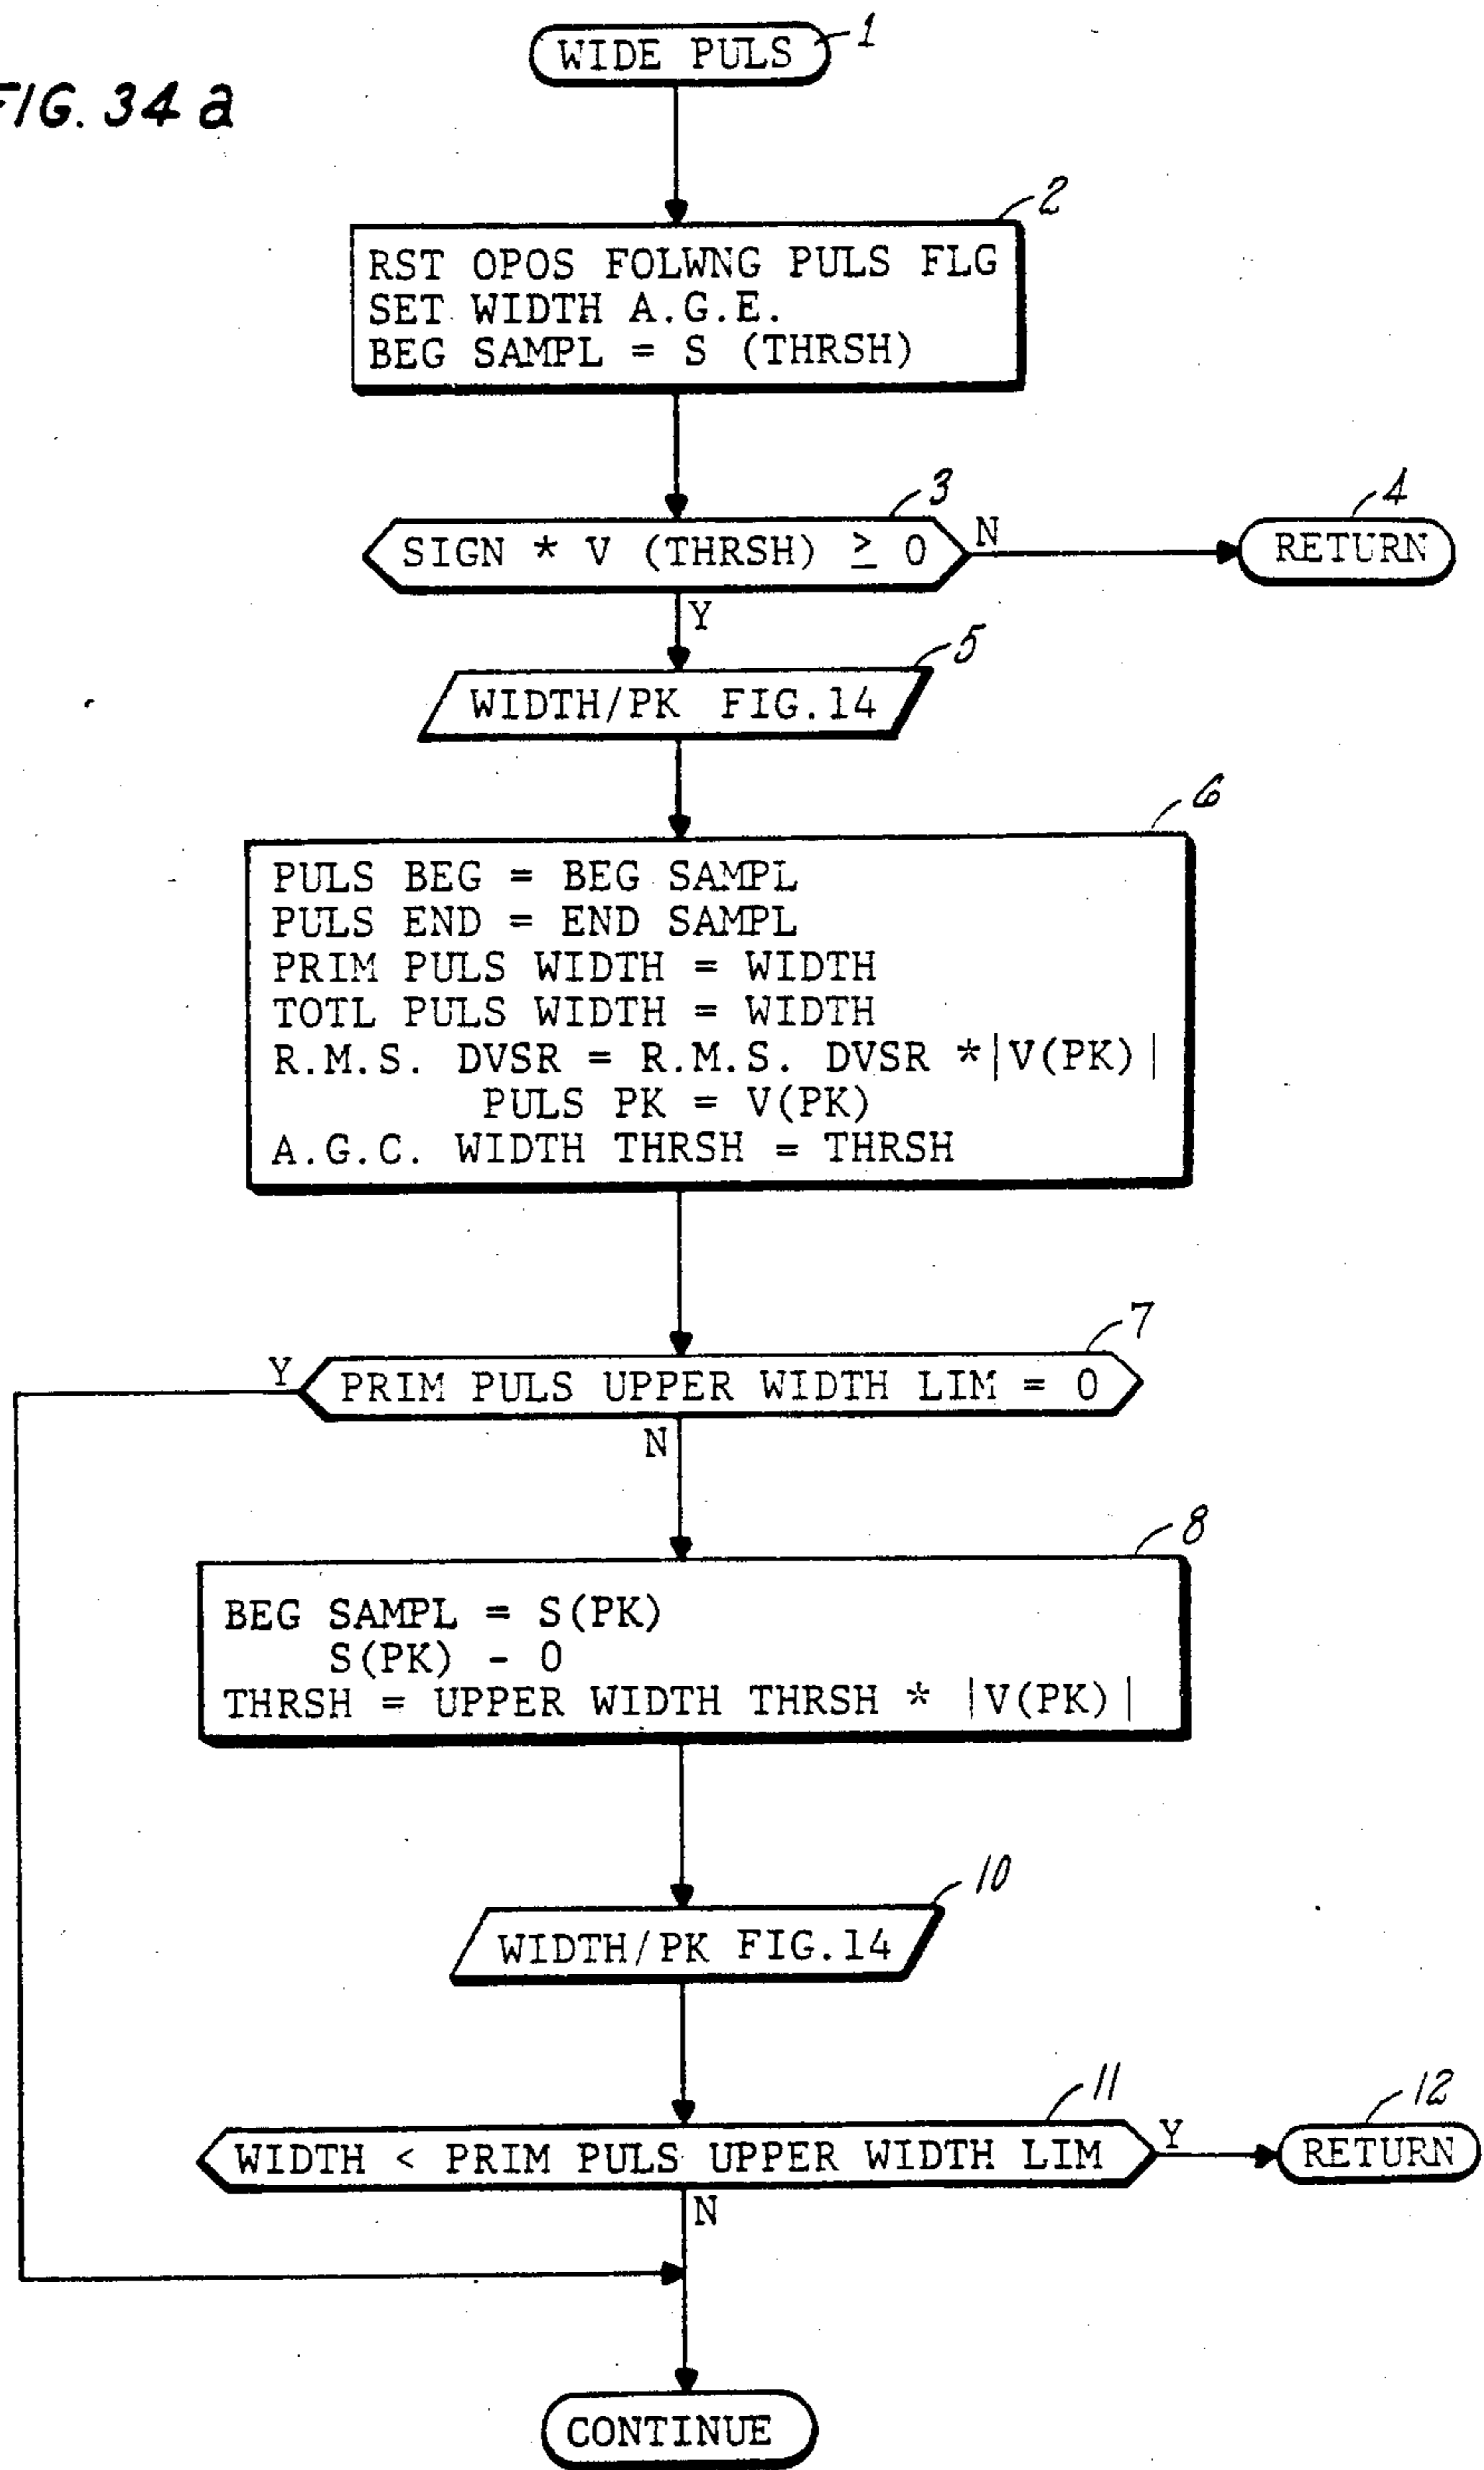 WIDE PULS 1
FIG. 34 a
2
RST OPOS FOLWNG PULS FLG
SET WIDTH A.G.E.
BEG SAMPL = S (THRSH)
3
SIGN * V (THRSH) ≥ 0
N
4
RETURN
Y
5
WIDTH/PK FIG.14
6
PULS BEG = BEG SAMPL
PULS END = END SAMPL
PRIM PULS WIDTH = WIDTH
TOTL PULS WIDTH = WIDTH
R.M.S. DVSR = R.M.S. DVSR *|V(PK)|
PULS PK = V(PK)
A.G.C. WIDTH THRSH = THRSH
7
Y
PRIM PULS UPPER WIDTH LIM = 0
N
8
BEG SAMPL = S(PK)
S(PK) - 0
THRSH = UPPER WIDTH THRSH * |V(PK)|
10
WIDTH/PK FIG.14
11
WIDTH < PRIM PULS UPPER WIDTH LIM
Y
12
RETURN
N
CONTINUE